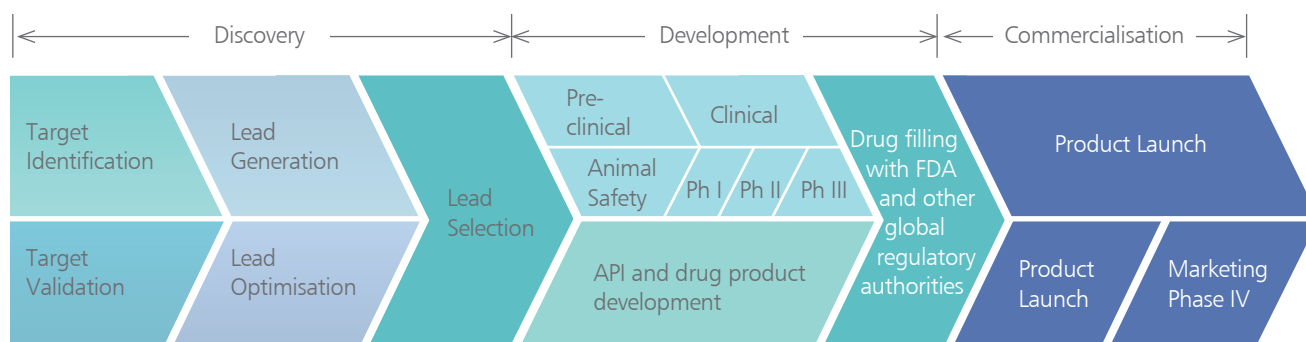 Discovery
Development
Commercialisation
Target
Identification
Lead
Generation
Lead
Selection
Pre-
clinical
Clinical
Animal
Safety
Ph I
Ph II
Ph III
Drug filling
with FDA
and other
global
regulatory
authorities
Product Launch
Target
Validation
Lead
Optimisation
API and drug product
development
Product
Launch
Marketing
Phase IV